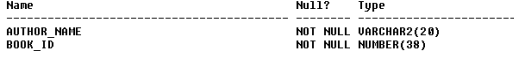 Name Null? Type
----------------------------------------- -------- ----------------------------
AUTHOR_NAME NOT NULL VARCHAR2(20)
BOOK_ID NOT NULL NUMBER(38)